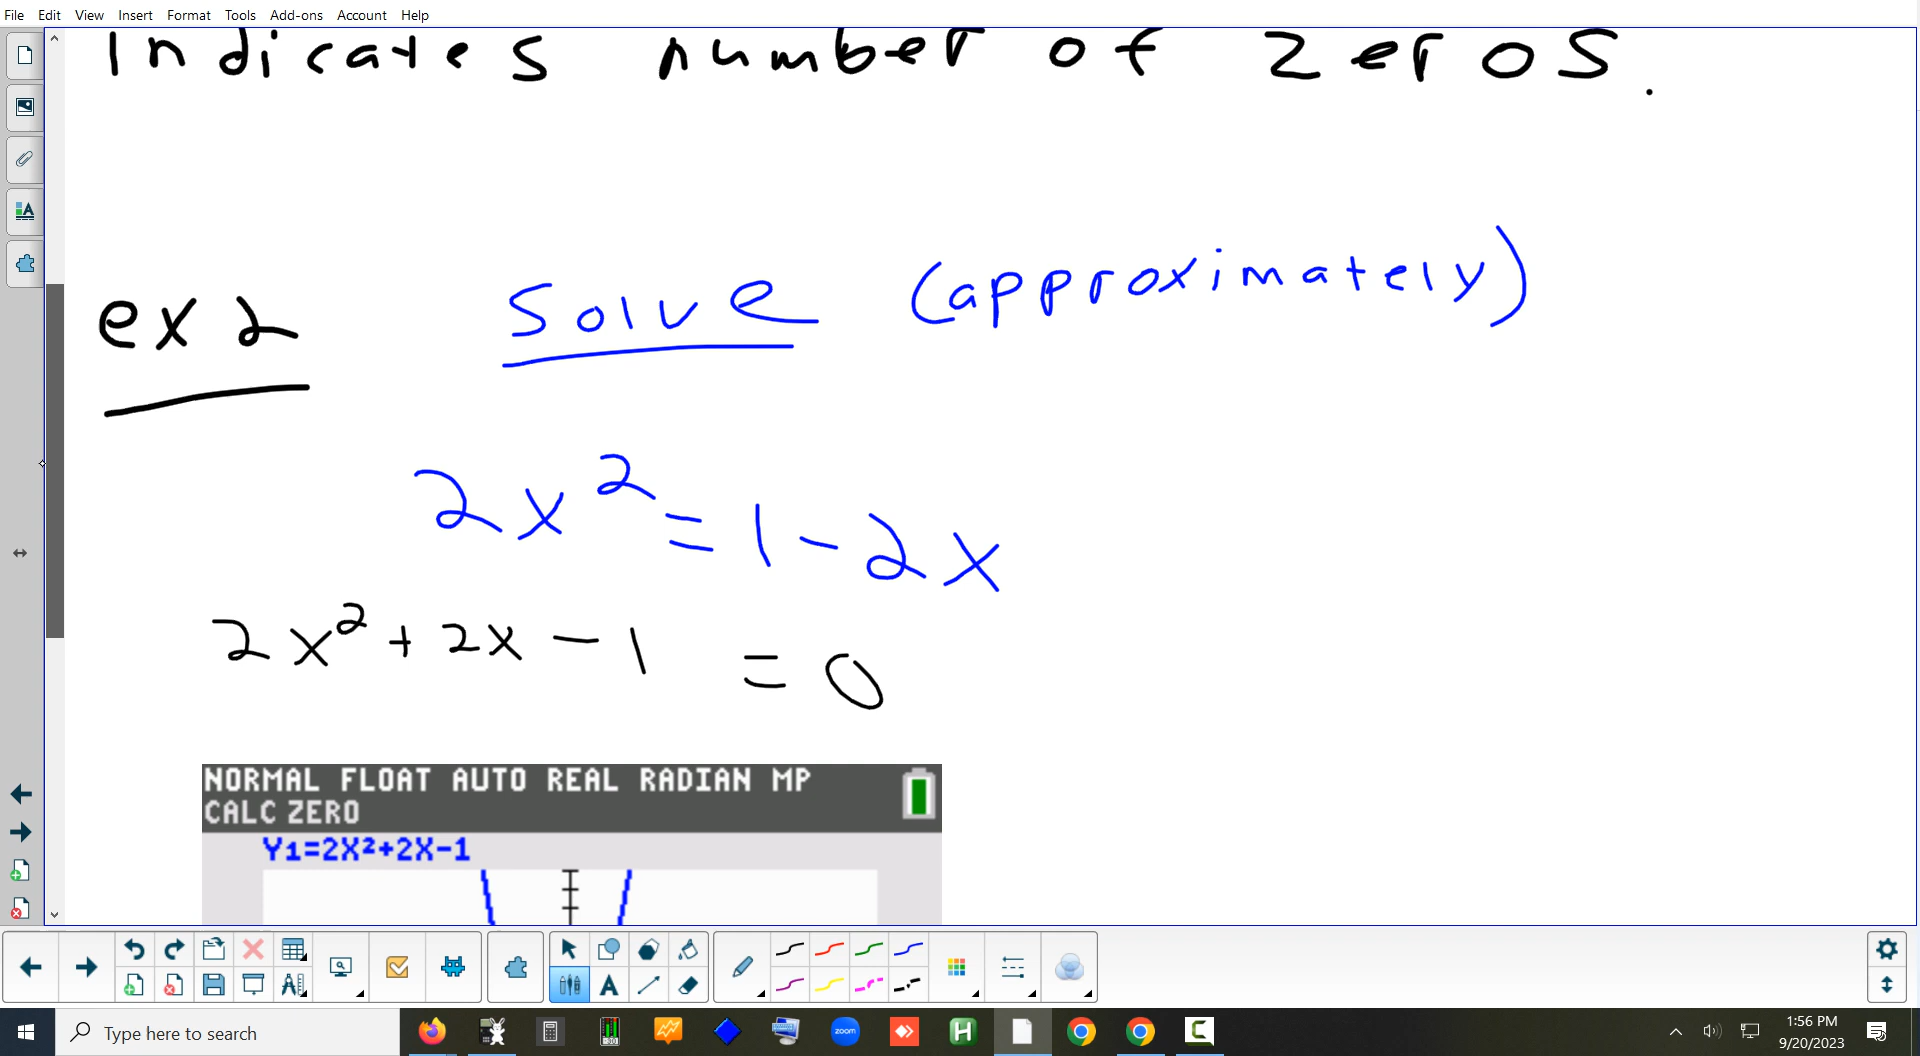 File Edit View Insert Format Tools Add-ons Account Help
Indicates number of zeros.
ex 2 Solve (approximately)
2x² = 1 - 2x
2x² + 2x - 1 = 0
NORMAL FLOAT AUTO REAL RADIAN MP
CALC ZERO
Y1=2X²+2X-1
Type here to search
zoom
1:56 PM
9/20/2023